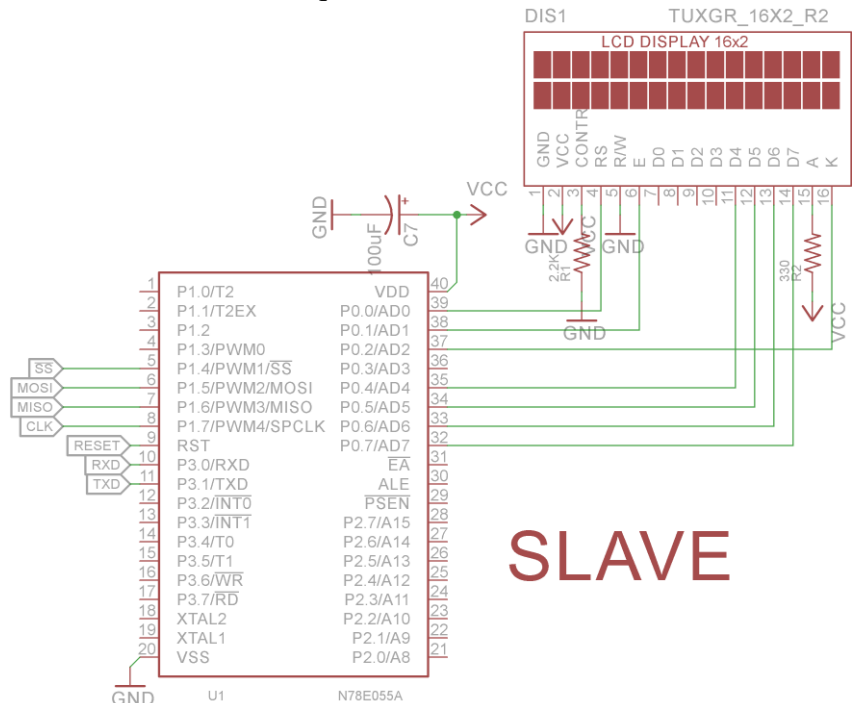 DIS1 TUXGR_16X2_R2
LCD DISPLAY 16x2
GND VCC CONTR RS R/W E D0 D1 D2 D3 D4 D5 D6 D7 A K
1 2 3 4 5 6 7 8 9 10 11 12 13 14 15 16
GND VCC GND
2.2K R1
GND
330 R2
VCC
GND 100uF C7 + VCC
1 P1.0/T2 VDD 40
2 P1.1/T2EX P0.0/AD0 39
3 P1.2 P0.1/AD1 38
4 P1.3/PWM0 P0.2/AD2 37
SS 5 P1.4/PWM1/SS P0.3/AD3 36
MOSI 6 P1.5/PWM2/MOSI P0.4/AD4 35
MISO 7 P1.6/PWM3/MISO P0.5/AD5 34
CLK 8 P1.7/PWM4/SPCLK P0.6/AD6 33
RESET 9 RST P0.7/AD7 32
RXD 10 P3.0/RXD EA 31
TXD 11 P3.1/TXD ALE 30
12 P3.2/INT0 PSEN 29
13 P3.3/INT1 P2.7/A15 28
14 P3.4/T0 P2.6/A14 27
15 P3.5/T1 P2.5/A13 26
16 P3.6/WR P2.4/A12 25
17 P3.7/RD P2.3/A11 24
18 XTAL2 P2.2/A10 23
19 XTAL1 P2.1/A9 22
20 VSS P2.0/A8 21
GND U1 N78E055A
SLAVE